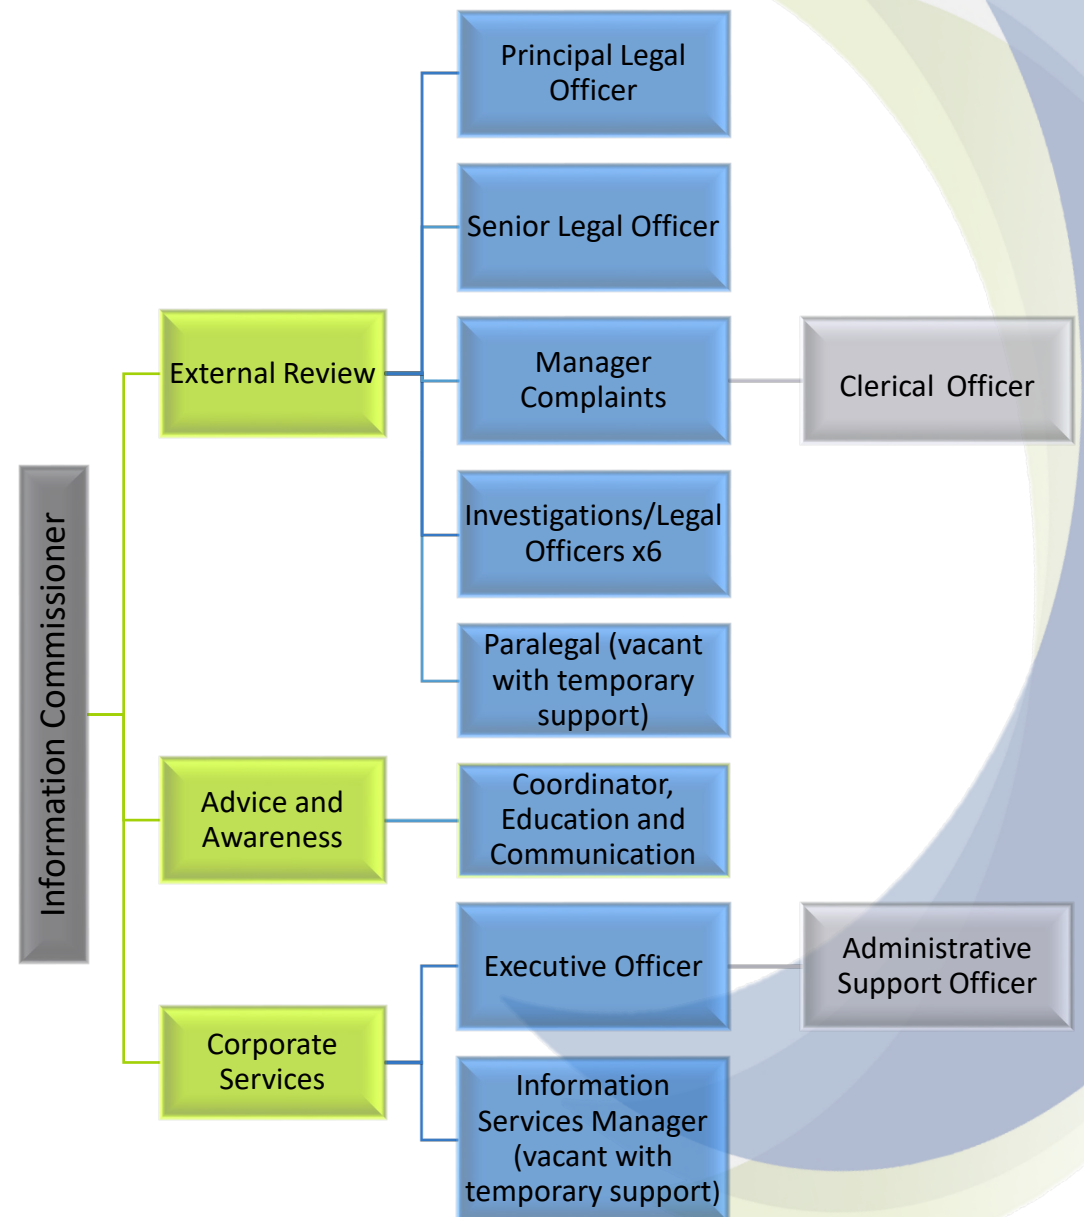 Information Commissioner
External Review
Principal Legal
Officer
Senior Legal Officer
Manager
Complaints
Clerical Officer
Investigations/Legal
Officers x6
Paralegal (vacant
with temporary
support)
Advice and
Awareness
Coordinator,
Education and
Communication
Corporate
Services
Executive Officer
Administrative
Support Officer
Information
Services Manager
(vacant with
temporary support)